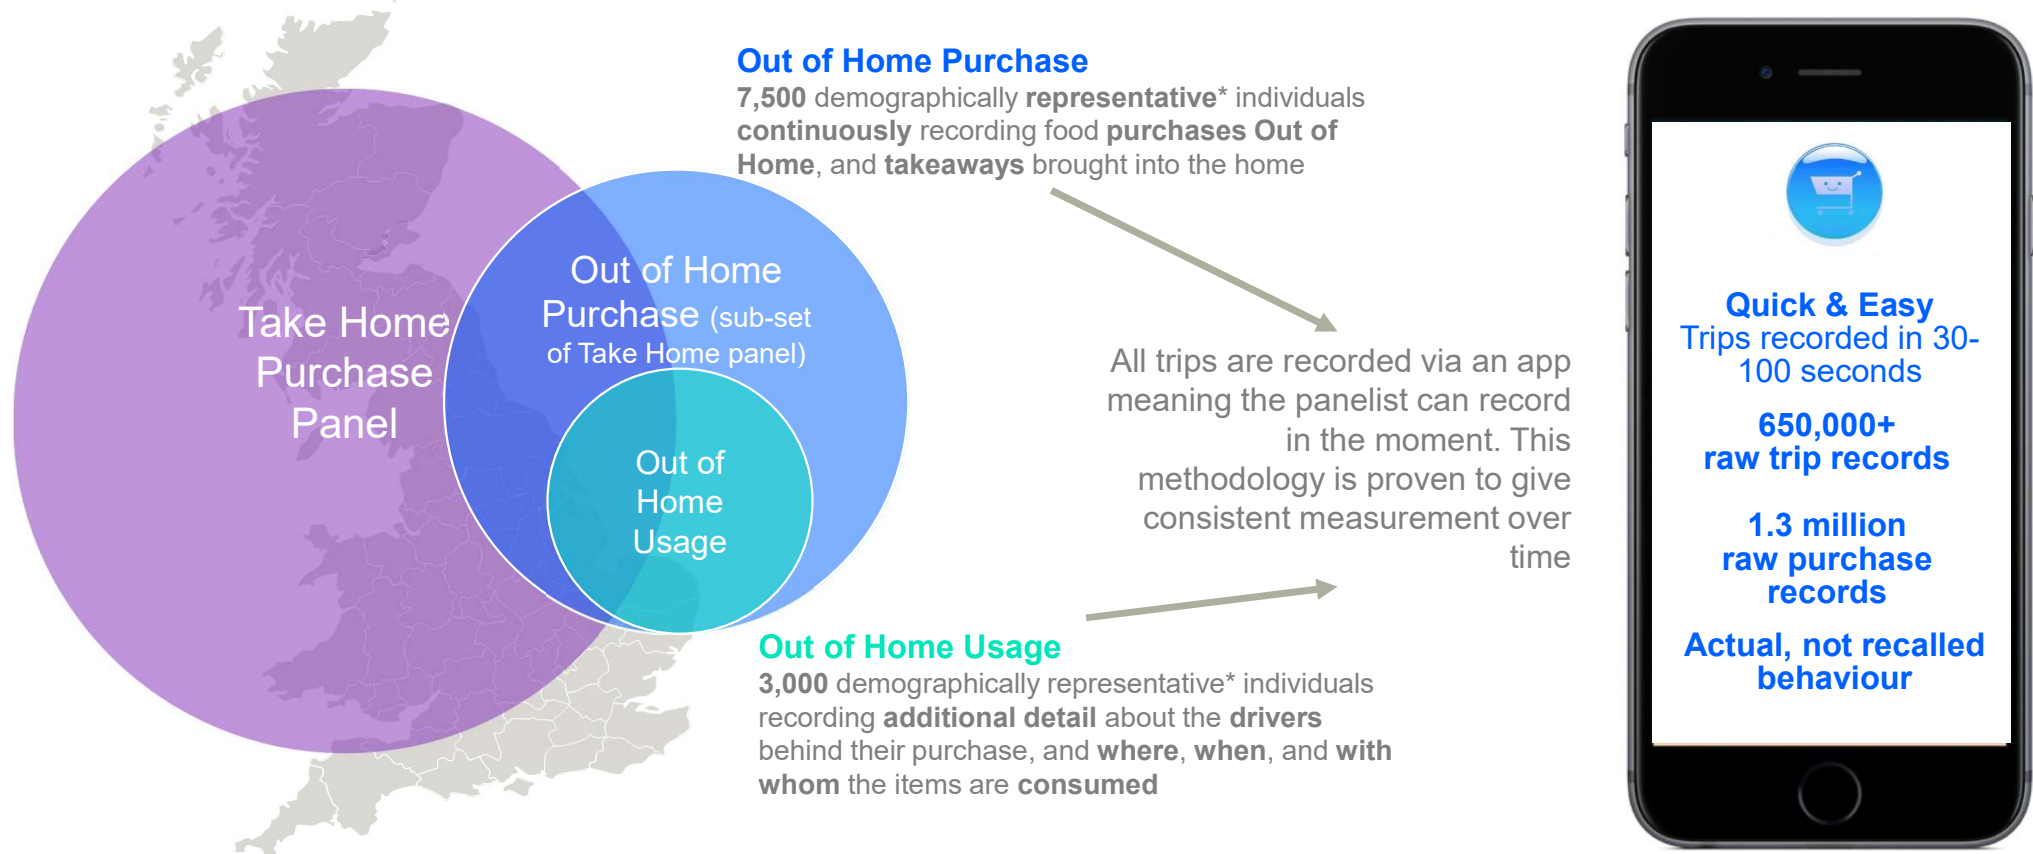 Out of Home Purchase
7,500 demographically representative* individuals
continuously recording food purchases Out of
Home, and takeaways brought into the home
Take Home
Purchase
Panel
Out of Home
Purchase (sub-set
of Take Home panel)
Out of
Home
Usage
All trips are recorded via an app
meaning the panelist can record
in the moment. This
methodology is proven to give
consistent measurement over
time
Out of Home Usage
3,000 demographically representative* individuals
recording additional detail about the drivers
behind their purchase, and where, when, and with
whom the items are consumed
Quick & Easy
Trips recorded in 30-
100 seconds
650,000+
raw trip records
1.3 million
raw purchase
records
Actual, not recalled
behaviour